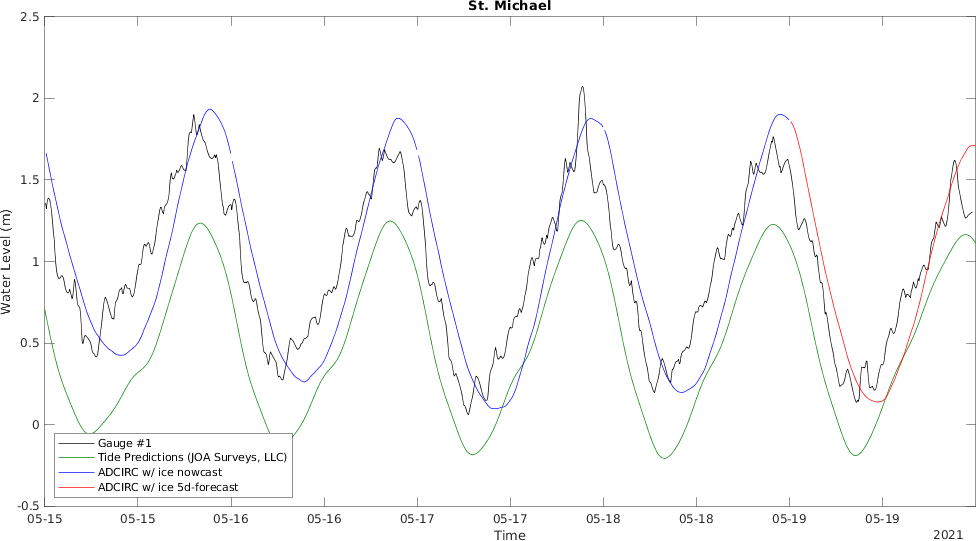 St. Michael
2.5
2
1.5
1
0.5
0
-0.5
Water Level (m)
Gauge #1
Tide Predictions (JOA Surveys, LLC)
ADCIRC w/ ice nowcast
ADCIRC w/ ice 5d-forecast
05-15 05-15 05-16 05-16 05-17 05-17 05-18 05-18 05-19 05-19
Time
2021